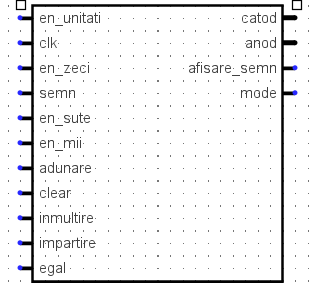 en_unitati catod
clk anod
en_zeci afisare_semn
semn mode
en_sute
en_mii
adunare
clear
inmultire
impartire
egal